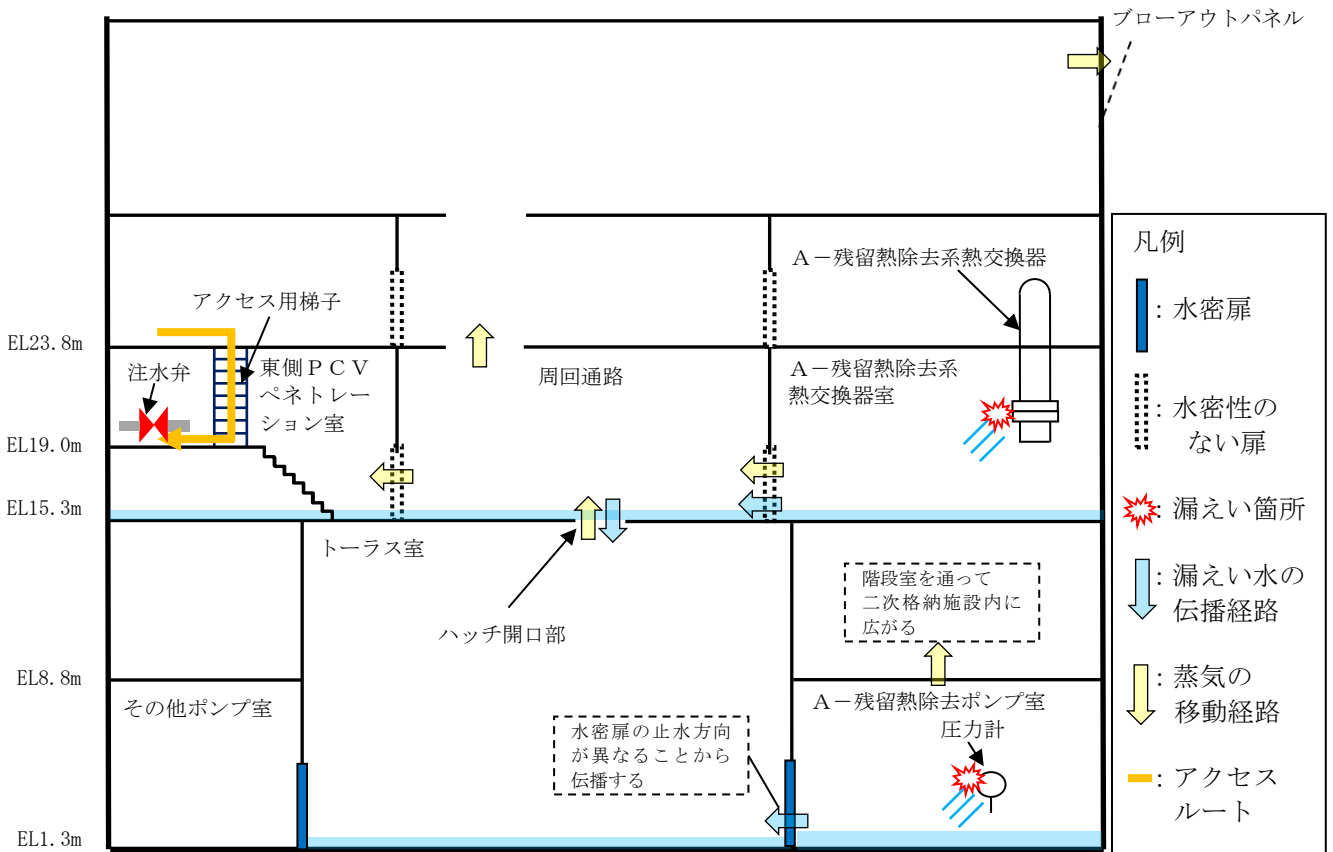 ブローアウトパネル
凡例
:水密扉
:水密性の
ない扉
:漏えい箇所
:漏えい水の
伝播経路
:蒸気の
移動経路
:アクセス
ルート
A-残留熱除去系熱交換器
アクセス用梯子
EL23.8m
注水弁
東側PCV
ペネトレー
ション室
周回通路
A-残留熱除去系
熱交換器室
EL19.0m
EL15.3m
トーラス室
ハッチ開口部
階段室を通って
二次格納施設内に
広がる
EL8.8m
その他ポンプ室
A-残留熱除去ポンプ室
圧力計
水密扉の止水方向
が異なることから
伝播する
EL1.3m